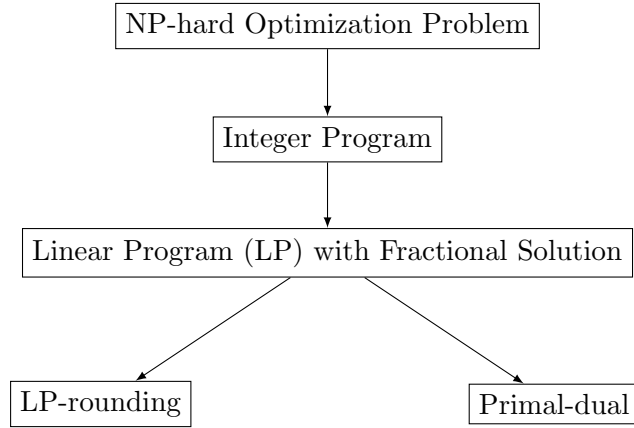 NP-hard Optimization Problem
Integer Program
Linear Program (LP) with Fractional Solution
LP-rounding
Primal-dual